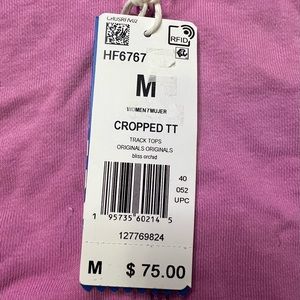 RFID
HF6767
M
WOMEN / MUJER
CROPPED TT
TRACK TOPS
ORIGINALS ORIGINALS
bliss orchid
40
052
UPC
1 95735 60214 5
127769824
M $ 75.00